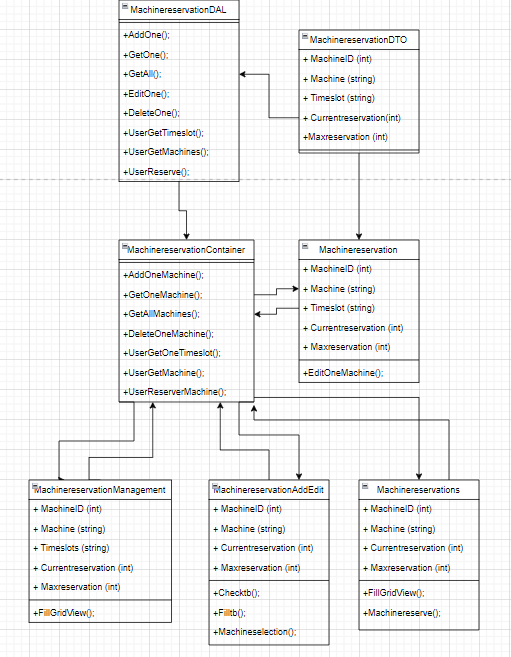 MachinereservationDAL
+AddOne();
+GetOne();
+GetAll();
+EditOne();
+DeleteOne();
+UserGetTimeslot();
+UserGetMachines();
+UserReserve();
MachinereservationDTO
+ MachineID (int)
+ Machine (string)
+ Timeslot (string)
+ Currentreservation(int)
+Maxreservation (int)
MachinereservationContainer
+AddOneMachine();
+GetOneMachine();
+GetAllMachines();
+DeleteOneMachine();
+UserGetOneTimeslot();
+UserGetMachine();
+UserReserverMachine();
Machinereservation
+ MachineID (int)
+ Machine (string)
+ Timeslot (string)
+ Currentreservation (int)
+ Maxreservation (int)
+EditOneMachine();
MachinereservationManagement
+ MachineID (int)
+ Machine (string)
+ Timeslots (string)
+ Currentreservation (int)
+ Maxreservation (int)
+FillGridView();
MachinereservationAddEdit
+ MachineID (int)
+ Machine (string)
+ Currentreservation (int)
+ Maxreservation (int)
+Checktb();
+Filltb();
+Machineselection();
Machinereservations
+ MachineID (int)
+ Machine (string)
+ Currentreservation (int)
+ Maxreservation (int)
+FillGridView();
+Machinereserve();